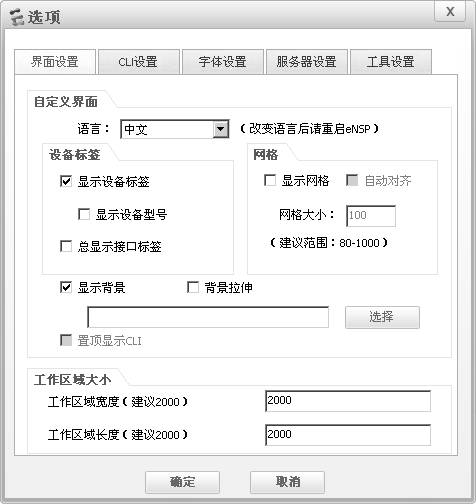 选项
X
界面设置 CLI设置 字体设置 服务器设置 工具设置
自定义界面
语言： 中文 （改变语言后请重启eNSP）
设备标签
显示设备标签
显示设备型号
总显示接口标签
网格
显示网格 自动对齐
网格大小： 100
（建议范围：80-1000）
显示背景 背景拉伸
选择
置顶显示CLI
工作区域大小
工作区域宽度（建议2000） 2000
工作区域长度（建议2000） 2000
确定 取消